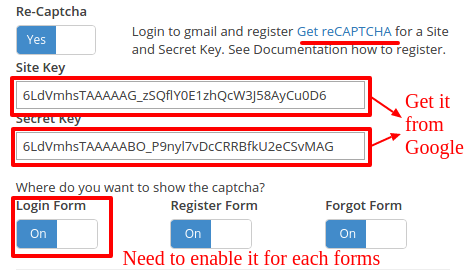 Re-Captcha
Yes
Login to gmail and register Get reCAPTCHA for a Site
and Secret Key. See Documentation how to register.
Site Key
6LdVmhsTAAAAAG_zSQflY0E1zhQcW3J58AyCu0D6
Secret Key
6LdVmhsTAAAAABO_P9nyl7vDcCRRBfkU2eCSvMAG
Get it
from
Google
Where do you want to show the captcha?
Login Form Register Form Forgot Form
On On On
Need to enable it for each forms